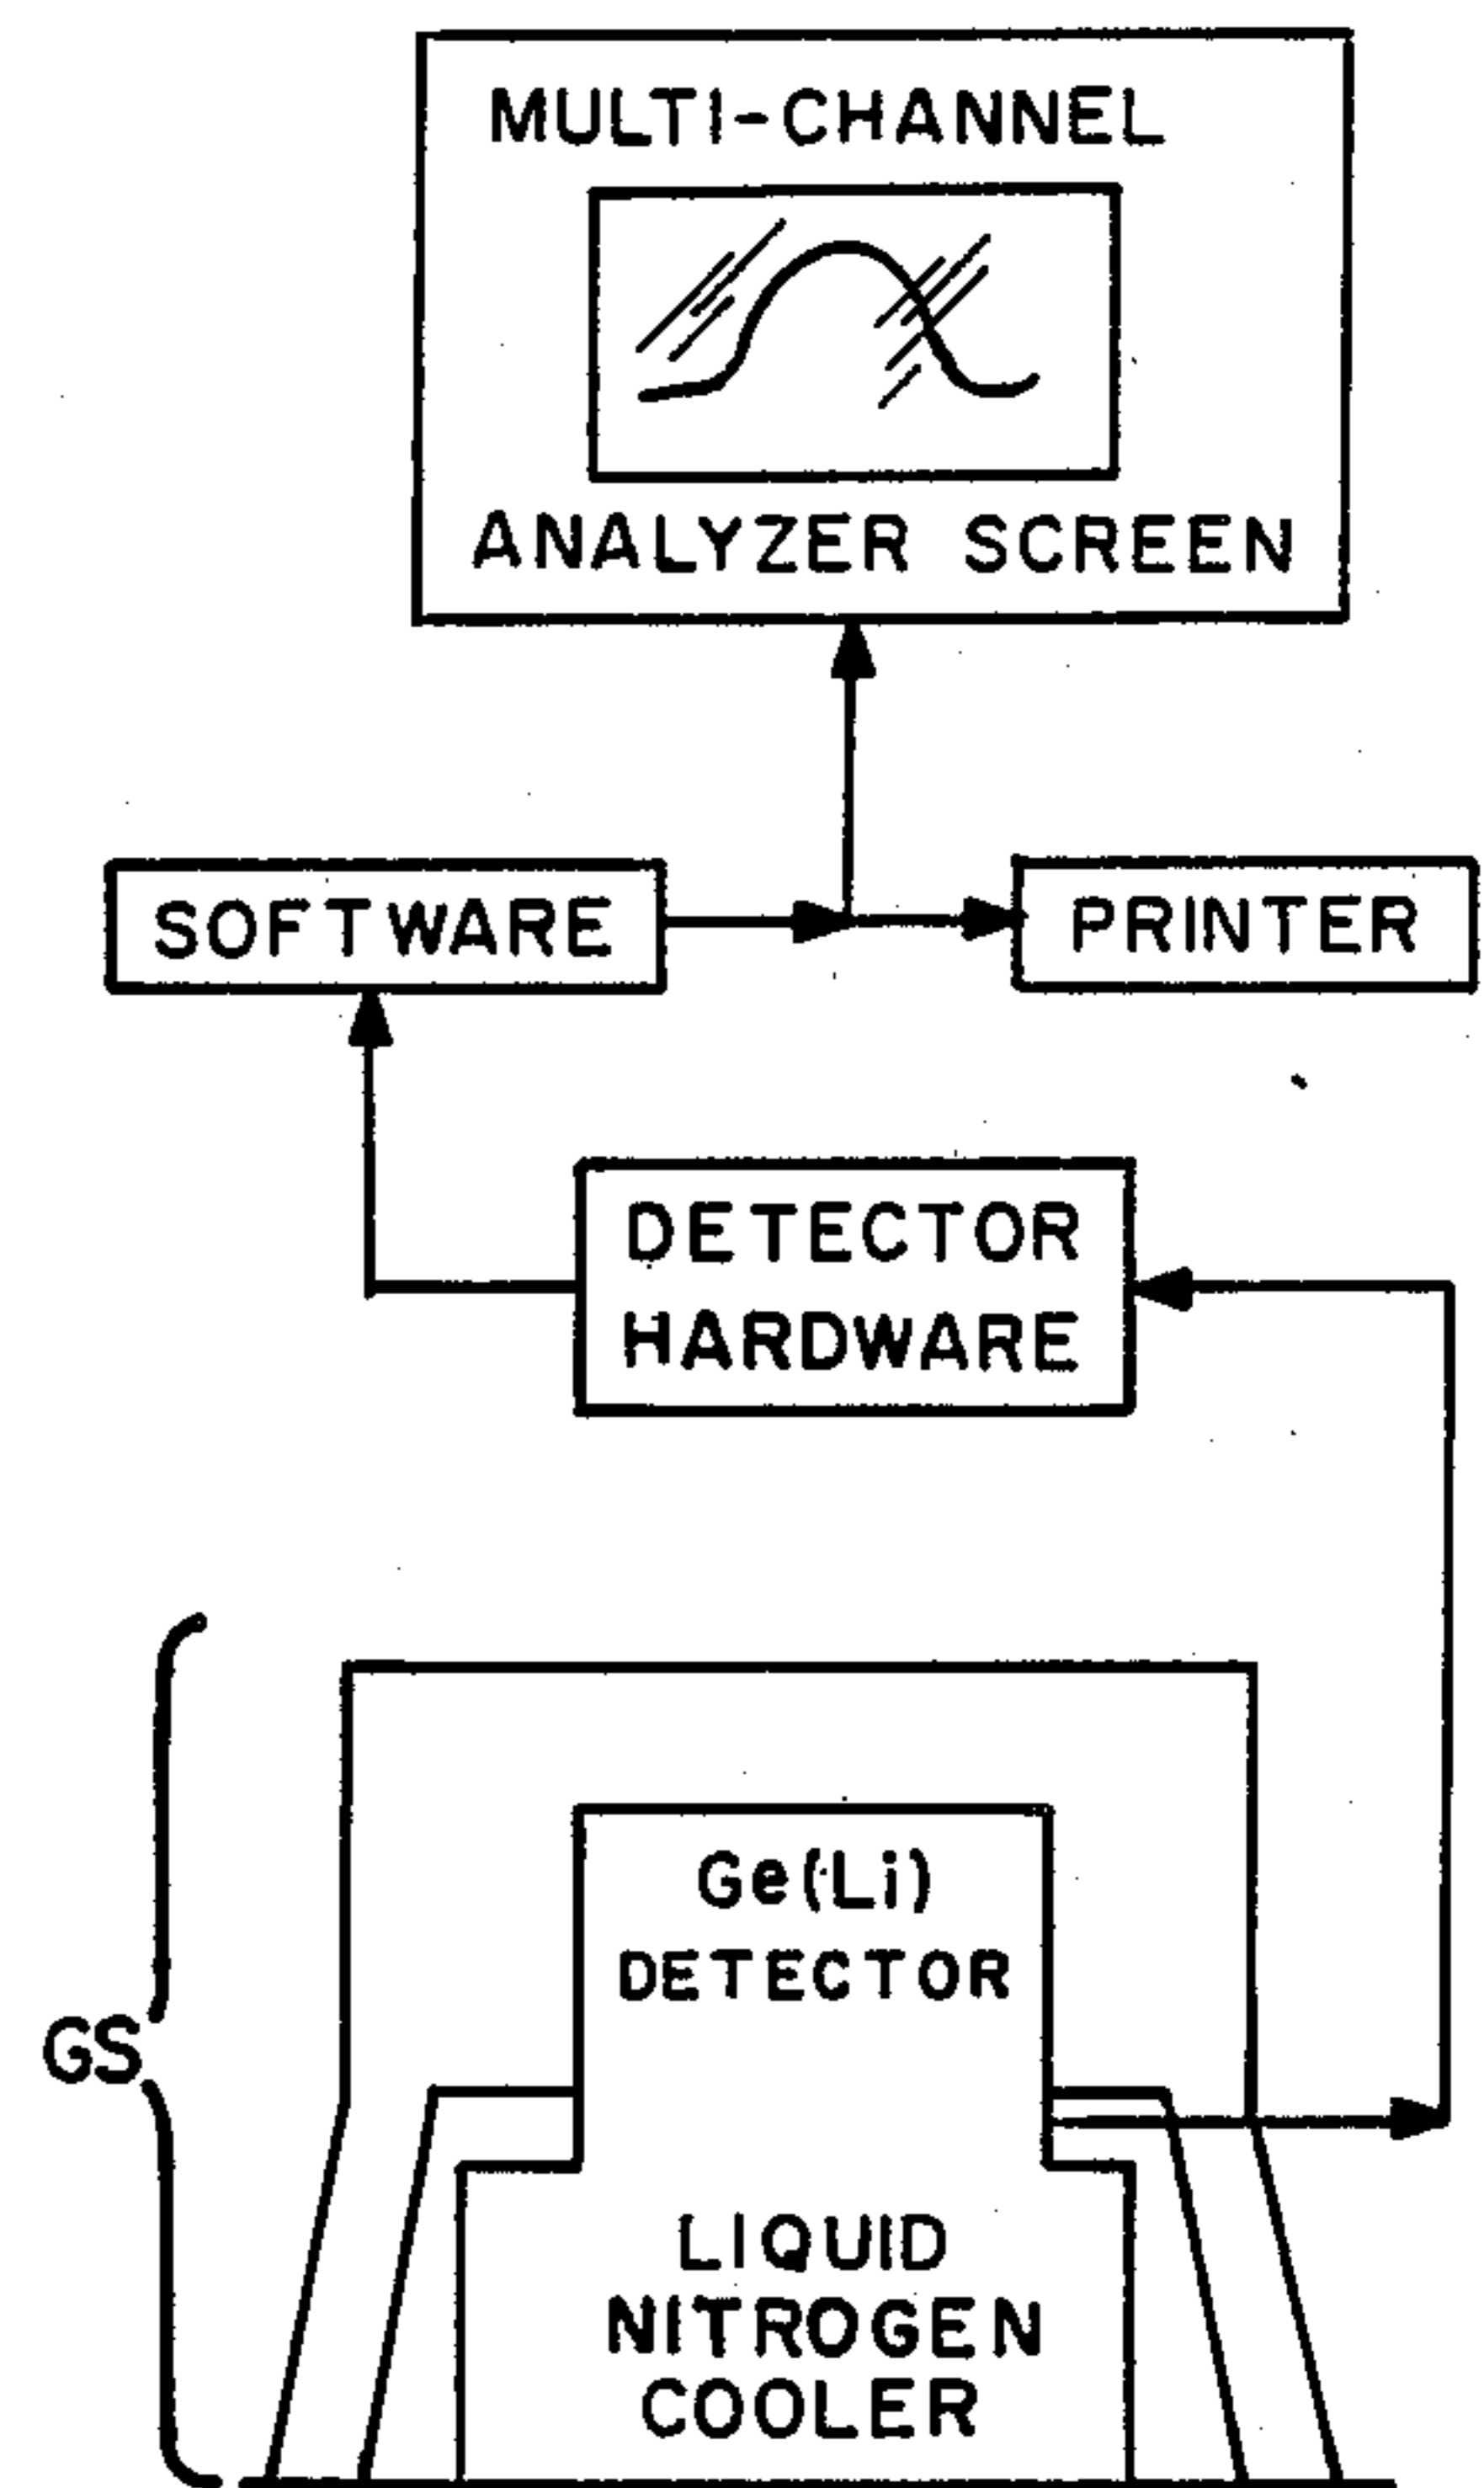 MULTI-CHANNEL
ANALYZER SCREEN
SOFTWARE
PRINTER
DETECTOR
HARDWARE
Ge(Li)
DETECTOR
GS
LIQUID
NITROGEN
COOLER